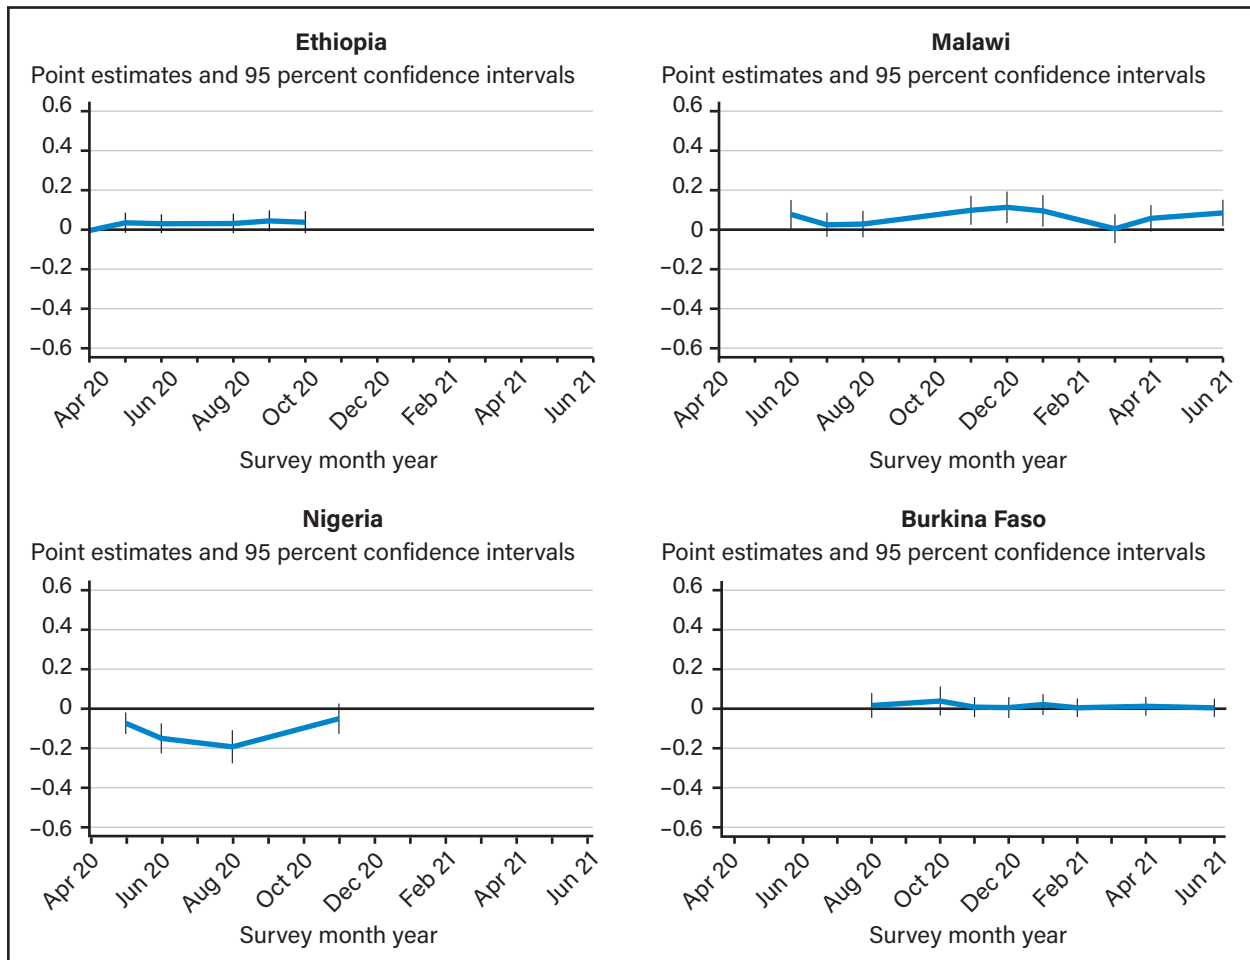 Ethiopia
Point estimates and 95 percent confidence intervals
0.6
0.4
0.2
0
−0.2
−0.4
−0.6
Apr 20 Jun 20 Aug 20 Oct 20 Dec 20 Feb 21 Apr 21 Jun 21
Survey month year
Malawi
Point estimates and 95 percent confidence intervals
0.6
0.4
0.2
0
−0.2
−0.4
−0.6
Apr 20 Jun 20 Aug 20 Oct 20 Dec 20 Feb 21 Apr 21 Jun 21
Survey month year
Nigeria
Point estimates and 95 percent confidence intervals
0.6
0.4
0.2
0
−0.2
−0.4
−0.6
Apr 20 Jun 20 Aug 20 Oct 20 Dec 20 Feb 21 Apr 21 Jun 21
Survey month year
Burkina Faso
Point estimates and 95 percent confidence intervals
0.6
0.4
0.2
0
−0.2
−0.4
−0.6
Apr 20 Jun 20 Aug 20 Oct 20 Dec 20 Feb 21 Apr 21 Jun 21
Survey month year